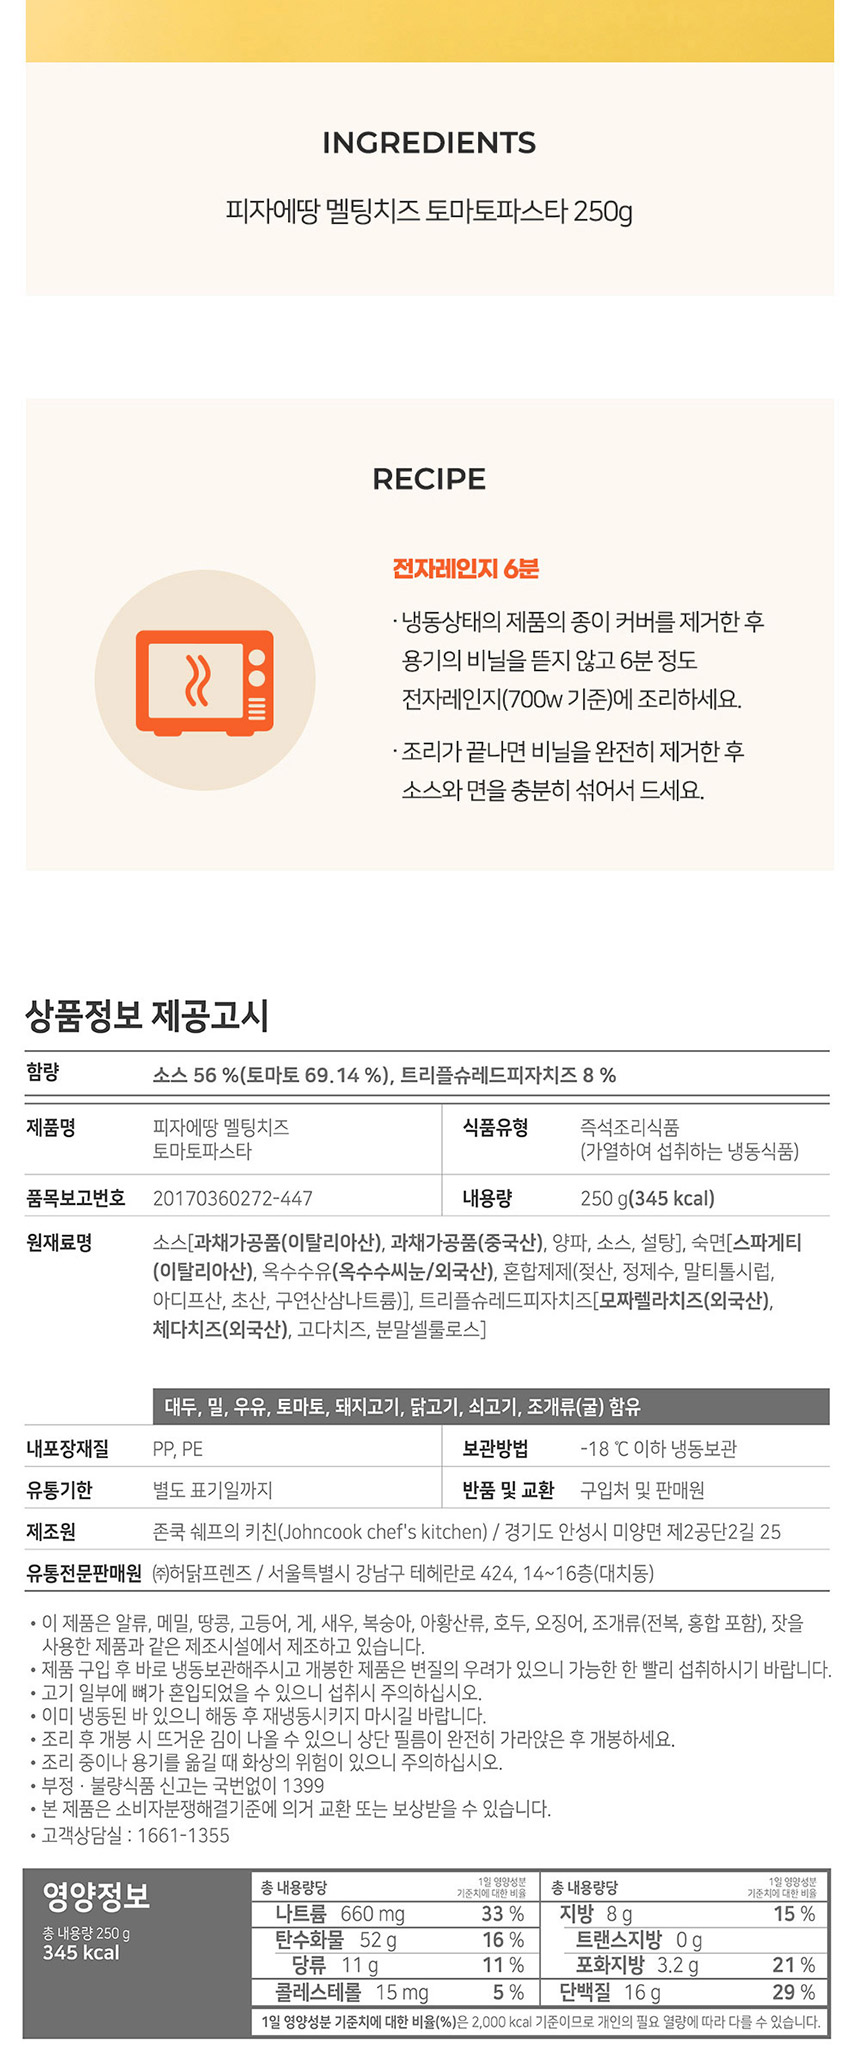 INGREDIENTS
피자에땅 멜팅치즈 토마토파스타 250g
RECIPE
전자레인지 6분
· 냉동상태의 제품의 종이 커버를 제거한 후
용기의 비닐을 뜯지 않고 6분 정도
전자레인지(700w 기준)에 조리하세요.
· 조리가 끝나면 비닐을 완전히 제거한 후
소스와 면을 충분히 섞어서 드세요.
상품정보 제공고시
함량 소스 56 %(토마토 69.14 %), 트리플슈레드피자치즈 8 %
제품명 피자에땅 멜팅치즈
토마토파스타
식품유형 즉석조리식품
(가열하여 섭취하는 냉동식품)
품목보고번호 20170360272-447
내용량 250 g(345 kcal)
원재료명 소스[과채가공품(이탈리아산), 과채가공품(중국산), 양파, 소스, 설탕], 숙면[스파게티
(이탈리아산), 옥수수유(옥수수씨눈/외국산), 혼합제제(젖산, 정제수, 말티톨시럽,
아디프산, 초산, 구연산삼나트륨)], 트리플슈레드피자치즈[모짜렐라치즈(외국산),
체다치즈(외국산), 고다치즈, 분말셀룰로스]
대두, 밀, 우유, 토마토, 돼지고기, 닭고기, 쇠고기, 조개류(굴) 함유
내포장재질 PP, PE
보관방법 -18 ℃ 이하 냉동보관
유통기한 별도 표기일까지
반품 및 교환 구입처 및 판매원
제조원 존쿡 쉐프의 키친(Johncook chef's kitchen) / 경기도 안성시 미양면 제2공단2길 25
유통전문판매원 ㈜허닭프렌즈 / 서울특별시 강남구 테헤란로 424, 14~16층(대치동)
• 이 제품은 알류, 메밀, 땅콩, 고등어, 게, 새우, 복숭아, 아황산류, 호두, 오징어, 조개류(전복, 홍합 포함), 잣을
사용한 제품과 같은 제조시설에서 제조하고 있습니다.
• 제품 구입 후 바로 냉동보관해주시고 개봉한 제품은 변질의 우려가 있으니 가능한 한 빨리 섭취하시기 바랍니다.
• 고기 일부에 뼈가 혼입되었을 수 있으니 섭취시 주의하십시오.
• 이미 냉동된 바 있으니 해동 후 재냉동시키지 마시길 바랍니다.
• 조리 후 개봉 시 뜨거운 김이 나올 수 있으니 상단 필름이 완전히 가라앉은 후 개봉하세요.
• 조리 중이나 용기를 옮길 때 화상의 위험이 있으니 주의하십시오.
• 부정 · 불량식품 신고는 국번없이 1399
• 본 제품은 소비자분쟁해결기준에 의거 교환 또는 보상받을 수 있습니다.
• 고객상담실 : 1661-1355
영양정보
총 내용량 250 g
345 kcal
총 내용량당 1일 영양성분
기준치에 대한 비율
나트륨 660 mg 33 %
탄수화물 52 g 16 %
당류 11 g 11 %
콜레스테롤 15 mg 5 %
총 내용량당 1일 영양성분
기준치에 대한 비율
지방 8 g 15 %
트랜스지방 0 g
포화지방 3.2 g 21 %
단백질 16 g 29 %
1일 영양성분 기준치에 대한 비율(%)은 2,000 kcal 기준이므로 개인의 필요 열량에 따라 다를 수 있습니다.